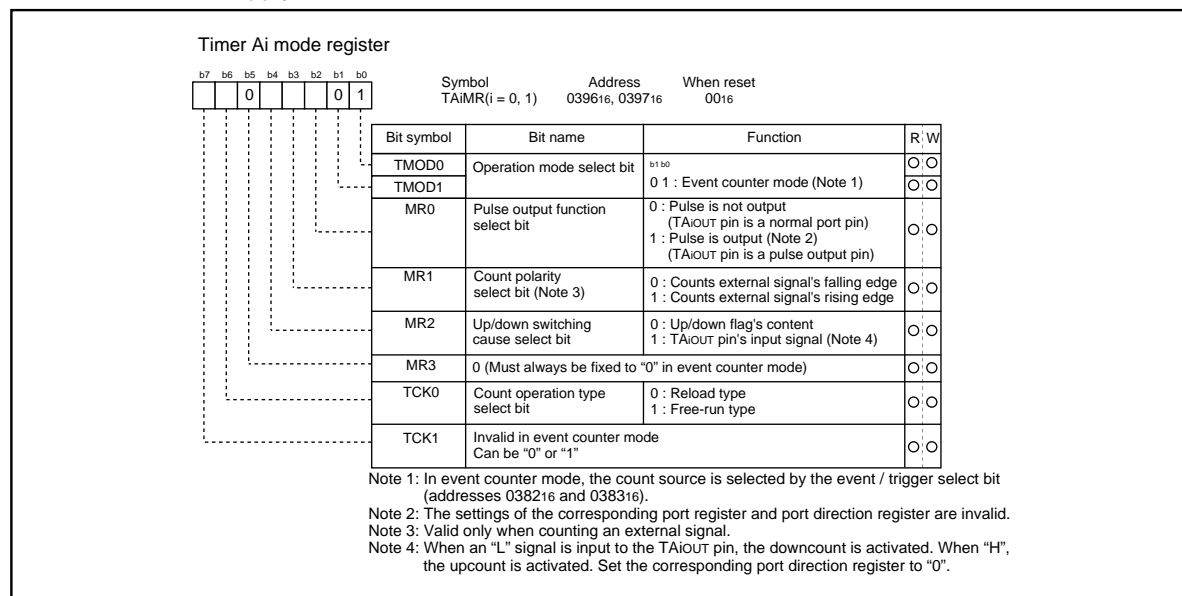 Timer Ai mode register
b7 b6 b5 b4 b3 b2 b1 b0
0 0 1
Symbol Address When reset
TAiMR(i = 0, 1) 039616, 039716 0016
Bit symbol Bit name Function R W
TMOD0 Operation mode select bit b1 b0
TMOD1 0 1 : Event counter mode (Note 1)
MR0 Pulse output function select bit 0 : Pulse is not output
(TAiOUT pin is a normal port pin)
1 : Pulse is output (Note 2)
(TAiOUT pin is a pulse output pin)
MR1 Count polarity select bit (Note 3) 0 : Counts external signal's falling edge
1 : Counts external signal's rising edge
MR2 Up/down switching cause select bit 0 : Up/down flag's content
1 : TAiOUT pin's input signal (Note 4)
MR3 0 (Must always be fixed to “0” in event counter mode)
TCK0 Count operation type select bit 0 : Reload type
1 : Free-run type
TCK1 Invalid in event counter mode
Can be “0” or “1”
Note 1: In event counter mode, the count source is selected by the event / trigger select bit
(addresses 038216 and 038316).
Note 2: The settings of the corresponding port register and port direction register are invalid.
Note 3: Valid only when counting an external signal.
Note 4: When an “L” signal is input to the TAiOUT pin, the downcount is activated. When “H”,
the upcount is activated. Set the corresponding port direction register to “0”.